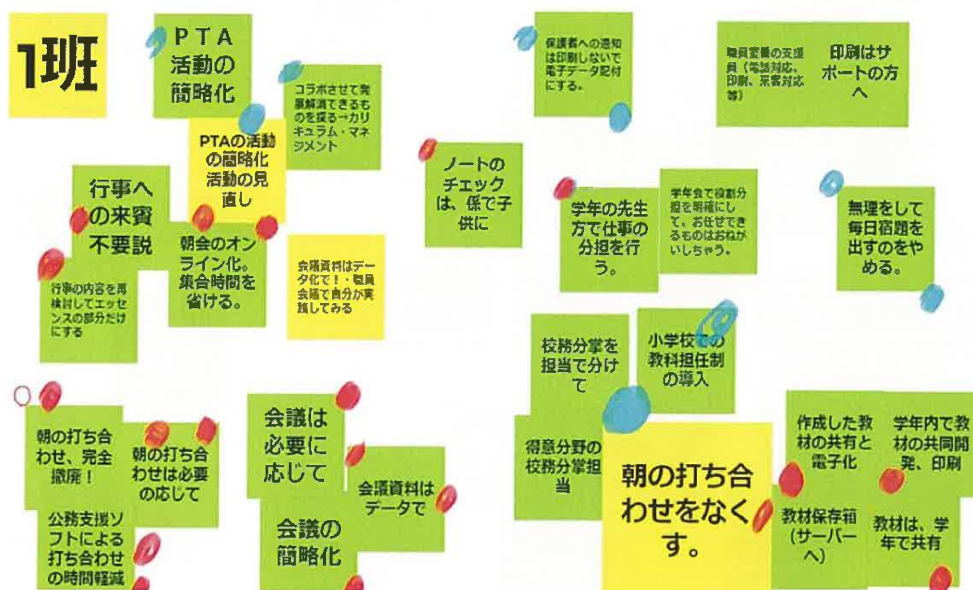 1班
PTA
活動の
簡略化
コラボさせて発
展解消できるも
のを探る→カリ
キュラム・マネ
ジメント
PTAの活動
の簡略化
活動の見
直し
行事へ
の来賓
不要説
朝会のオン
ライン化。
集合時間を
省ける。
行事の内容を再
検討してエッセ
ンスの部分だけ
にする
会議資料はデー
タ化で!・職員
会議で自分が実
践してみる
保護者への通知
は印刷しないで
電子データ配付
にする。
職員室番の支援
員(電話対応、
印刷、来客対応
等)
印刷はサ
ポートの方
へ
ノートの
チェック
は、係で子
供に
学年の先生
方で仕事の
分担を行
う。
学年会で役割分
担を明確にし
て、お任せでき
るものはおねが
いしちゃう。
無理をして
毎日宿題を
出すのをや
める。
朝の打ち合
わせ、完全
撤廃!
朝の打ち合
わせは必要
の応じて
公務支援ソ
フトによる
打ち合わせ
の時間軽減
会議は
必要に
応じて
会議資料は
データで
会議の
簡略化
校務分掌を
担当で分け
て
小学校での
教科担任制
の導入
得意分野の
校務分掌担
当
朝の打ち合
わせをなく
す。
作成した教
材の共有と
電子化
学年内で教
材の共同開
発、印刷
教材保存箱
(サーバー
へ)
教材は、学
年で共有